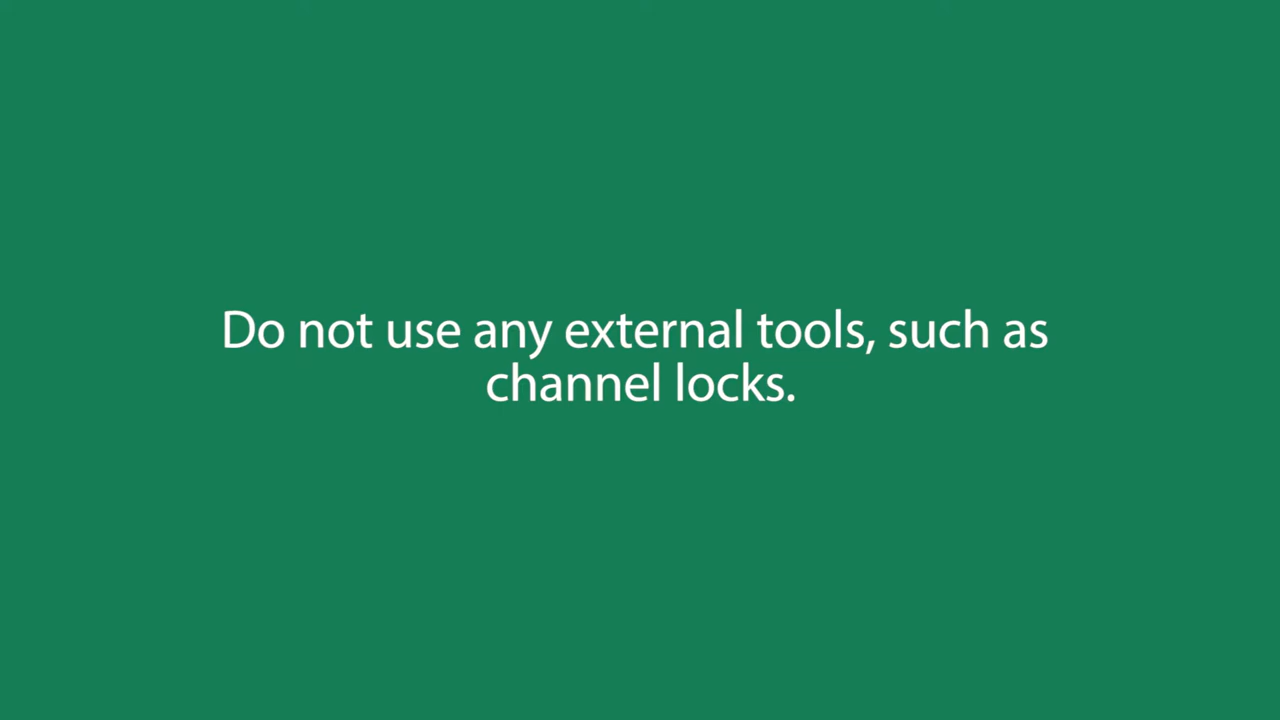 Do not use any external tools, such as
channel locks.